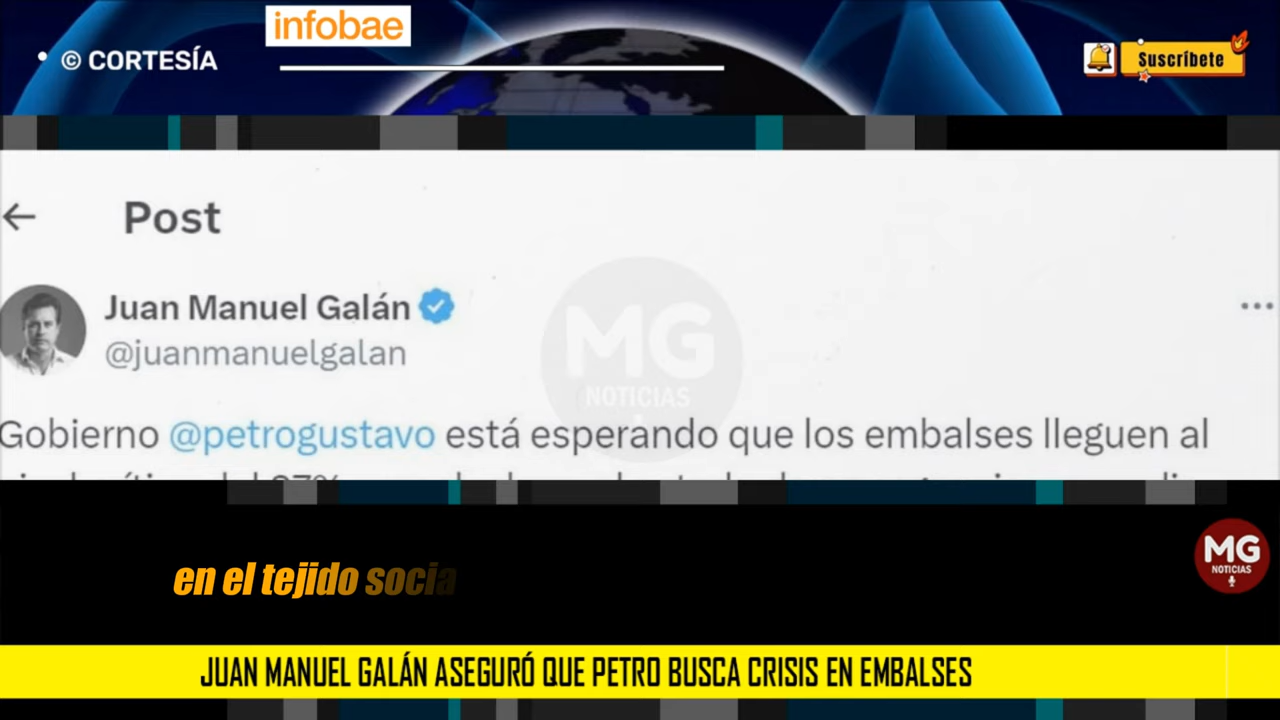 infobae
© CORTESÍA
Suscríbete
Post
Juan Manuel Galán
@juanmanuelgalan
Gobierno @petrogustavo está esperando que los embalses lleguen al
MG
NOTICIAS
en el tejido socia
MG
NOTICIAS
JUAN MANUEL GALÁN ASEGURÓ QUE PETRO BUSCA CRISIS EN EMBALSES